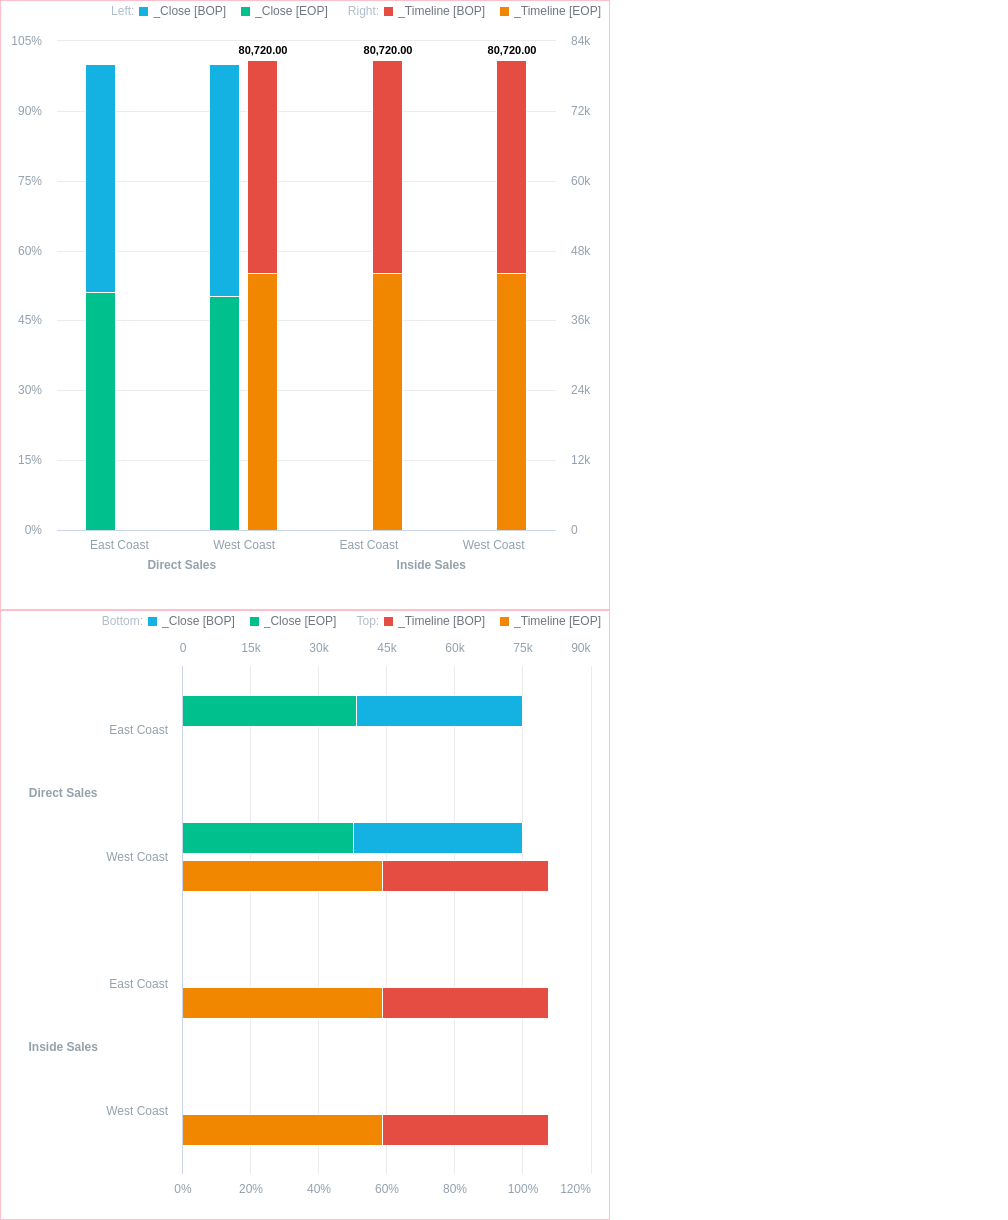 Left: _Close [BOP] _Close [EOP] Right: _Timeline [BOP] _Timeline [EOP]
105% 84k
80,720.00 80,720.00 80,720.00
90% 72k
75% 60k
60% 48k
45% 36k
30% 24k
15% 12k
0% 0
East Coast West Coast East Coast West Coast
Direct Sales Inside Sales
Bottom: _Close [BOP] _Close [EOP] Top: _Timeline [BOP] _Timeline [EOP]
0 15k 30k 45k 60k 75k 90k
East Coast
Direct Sales
West Coast
East Coast
Inside Sales
West Coast
0% 20% 40% 60% 80% 100% 120%